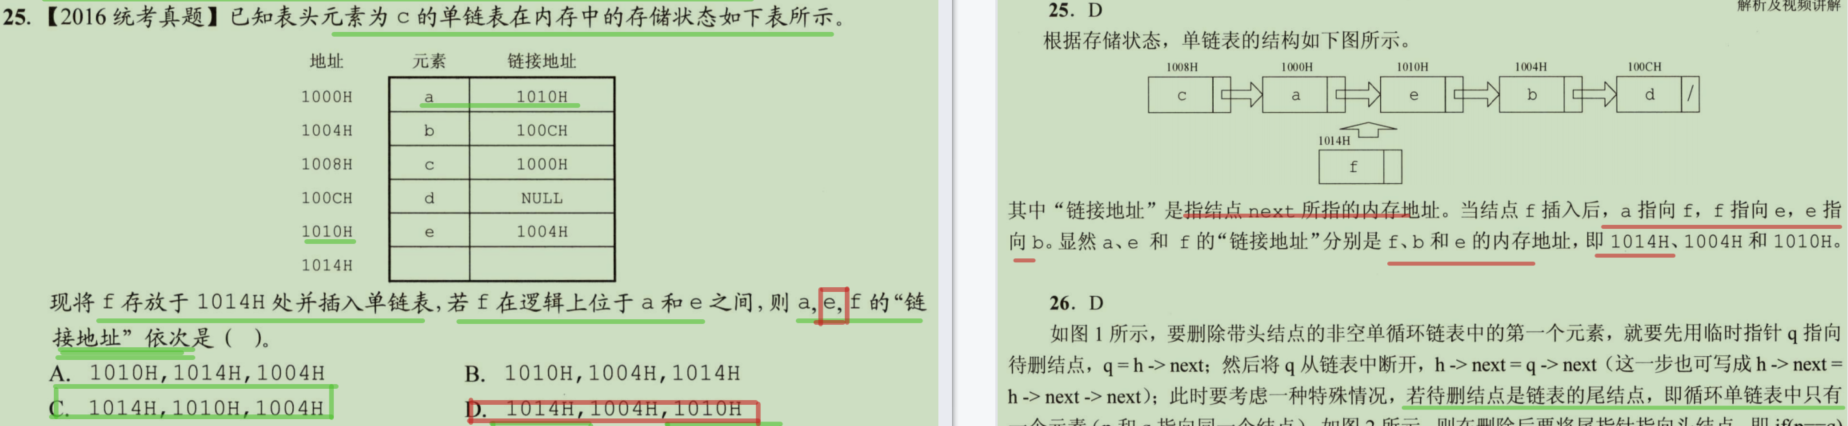 25.【2016 统考真题】已知表头元素为 c 的单链表在内存中的存储状态如下表所示。
地址 元素 链接地址
1000H a 1010H
1004H b 100CH
1008H c 1000H
100CH d NULL
1010H e 1004H
1014H
现将 f 存放于 1014H 处并插入单链表,若 f 在逻辑上位于 a 和 e 之间,则 a,e,f 的“链
接地址”依次是 ( )。
A. 1010H,1014H,1004H B. 1010H,1004H,1014H
C. 1014H,1010H,1004H D. 1014H,1004H,1010H
解析及视频讲解
25. D
根据存储状态,单链表的结构如下图所示。
1008H 1000H 1010H 1004H 100CH
c a e b d /
1014H
f
其中“链接地址”是指结点 next 所指的内存地址。当结点 f 插入后,a 指向 f,f 指向 e,e 指
向 b。显然 a、e 和 f 的“链接地址”分别是 f、b 和 e 的内存地址,即 1014H、1004H 和 1010H。
26. D
如图 1 所示,要删除带头结点的非空单循环链表中的第一个元素,就要先用临时指针 q 指向
待删结点,q = h -> next;然后将 q 从链表中断开,h -> next = q -> next(这一步也可写成 h -> next =
h -> next -> next);此时要考虑一种特殊情况,若待删结点是链表的尾结点,即循环单链表中只有